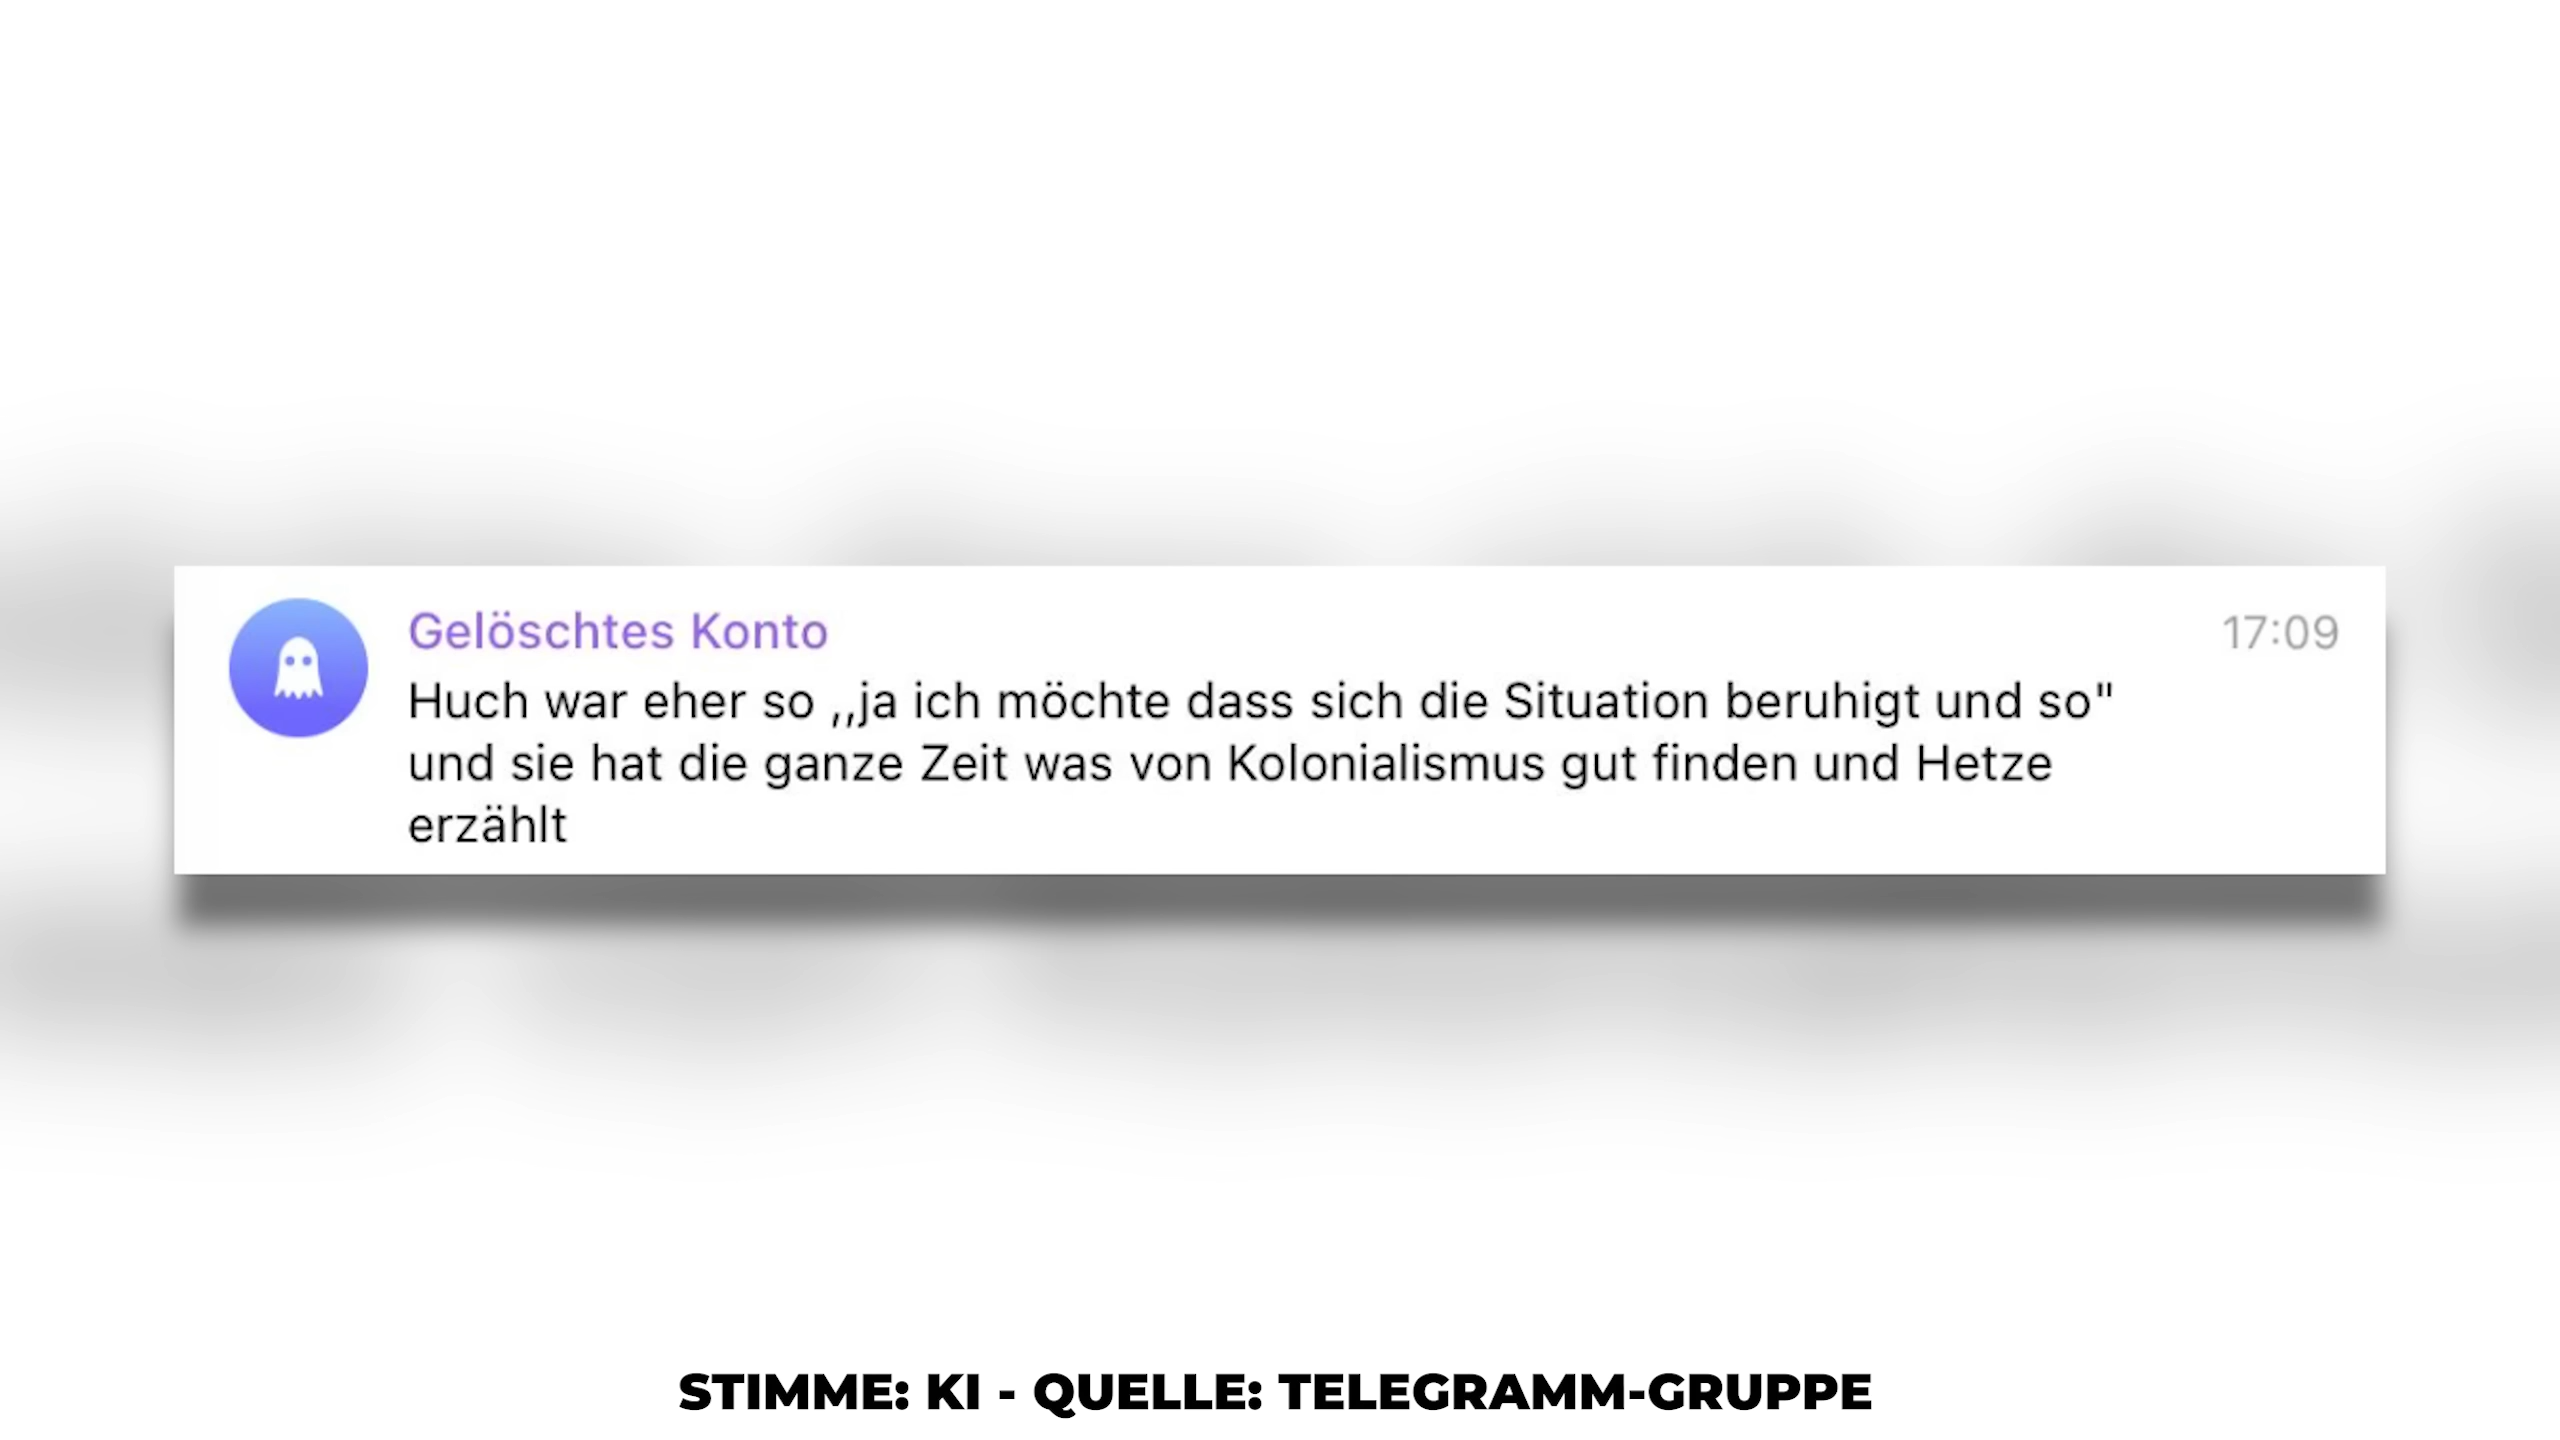 Gelöschtes Konto
17:09
Huch war eher so ,,ja ich möchte dass sich die Situation beruhigt und so"
und sie hat die ganze Zeit was von Kolonialismus gut finden und Hetze
erzählt
STIMME: KI - QUELLE: TELEGRAMM-GRUPPE